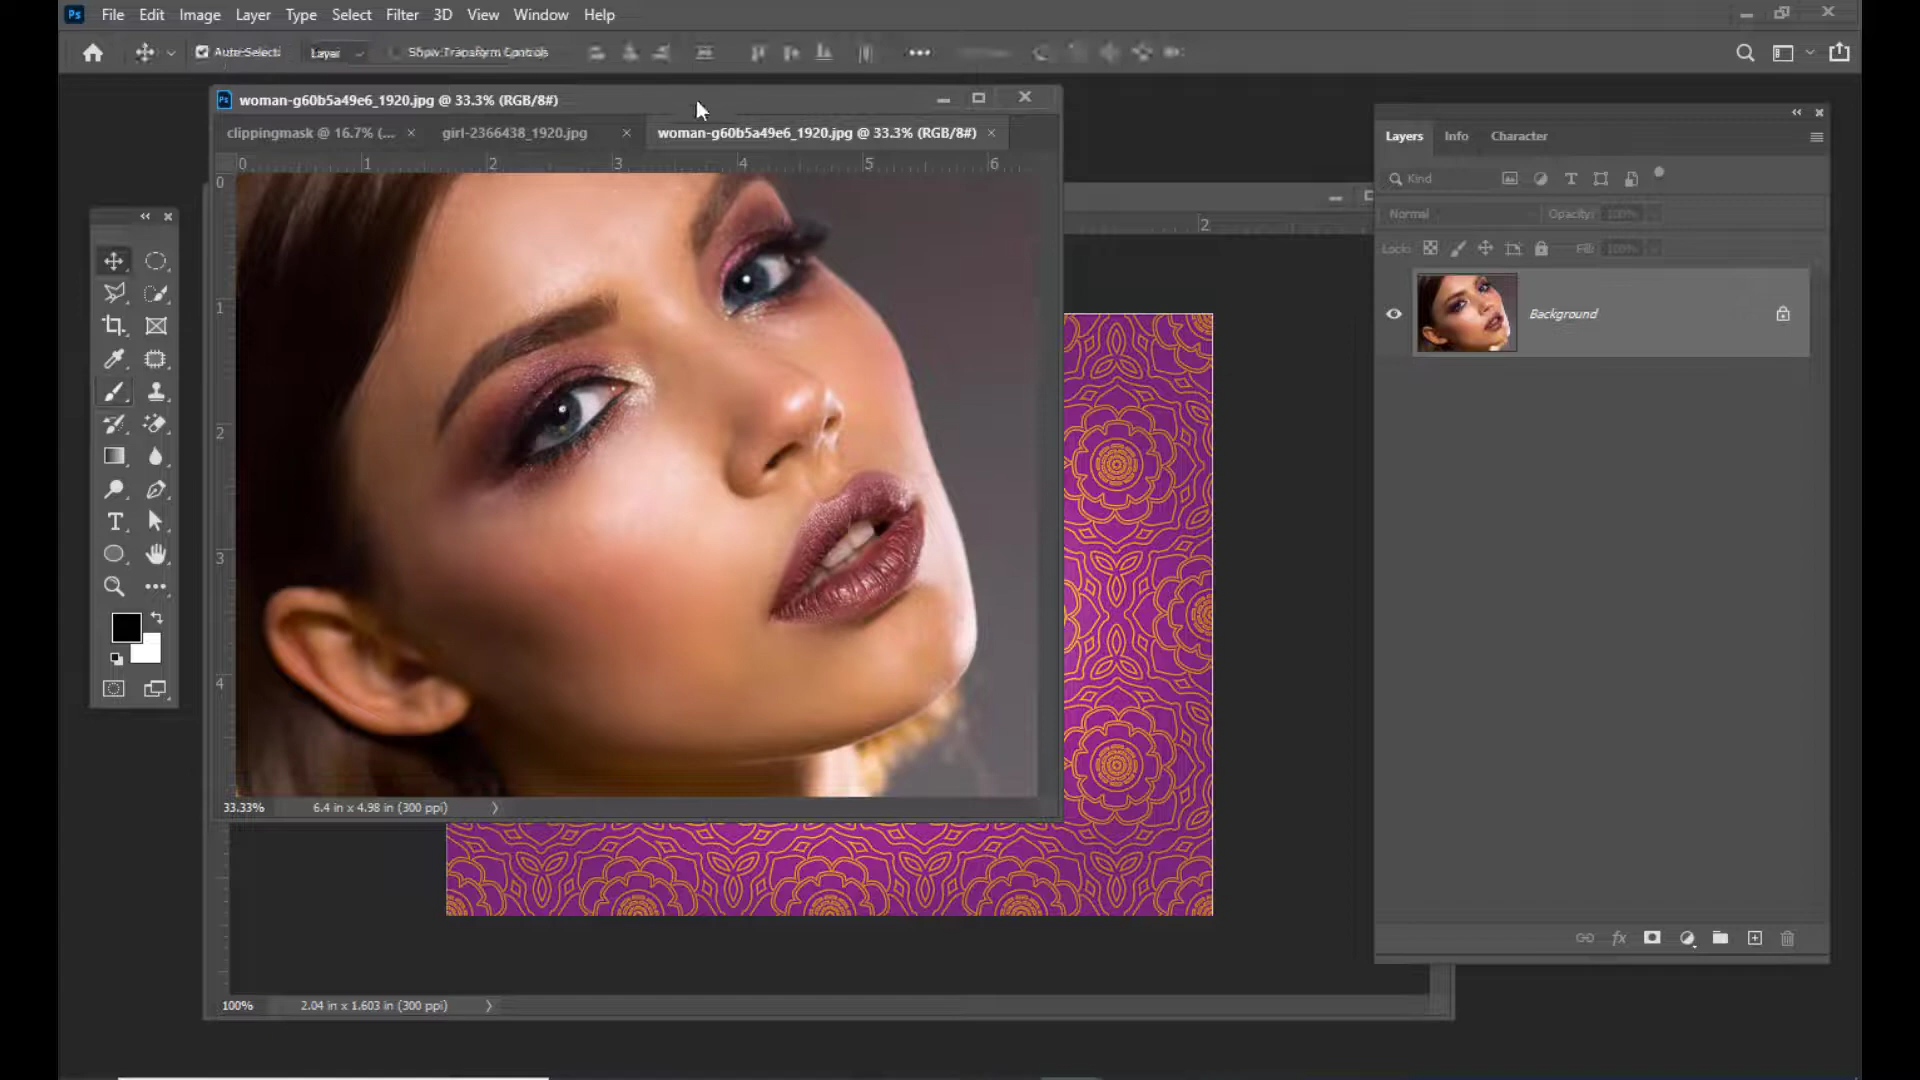 Ps File Edit Image Layer Type Select Filter 3D View Window Help
Auto-Select: Layer Show Transform Controls
Ps woman-g60b5a49e6_1920.jpg @ 33.3% (RGB/8#)
clippingmask @ 16.7% (... × girl-2366438_1920.jpg × woman-g60b5a49e6_1920.jpg @ 33.3% (RGB/8#) ×
0 1 2 3 4 5 6
0
1
2
3
4
2
33.33% 6.4 in x 4.98 in (300 ppi)
100% 2.04 in x 1.603 in (300 ppi)
Layers Info Character
Kind
Normal Opacity: 100%
Lock: Fill: 100%
Background
fx